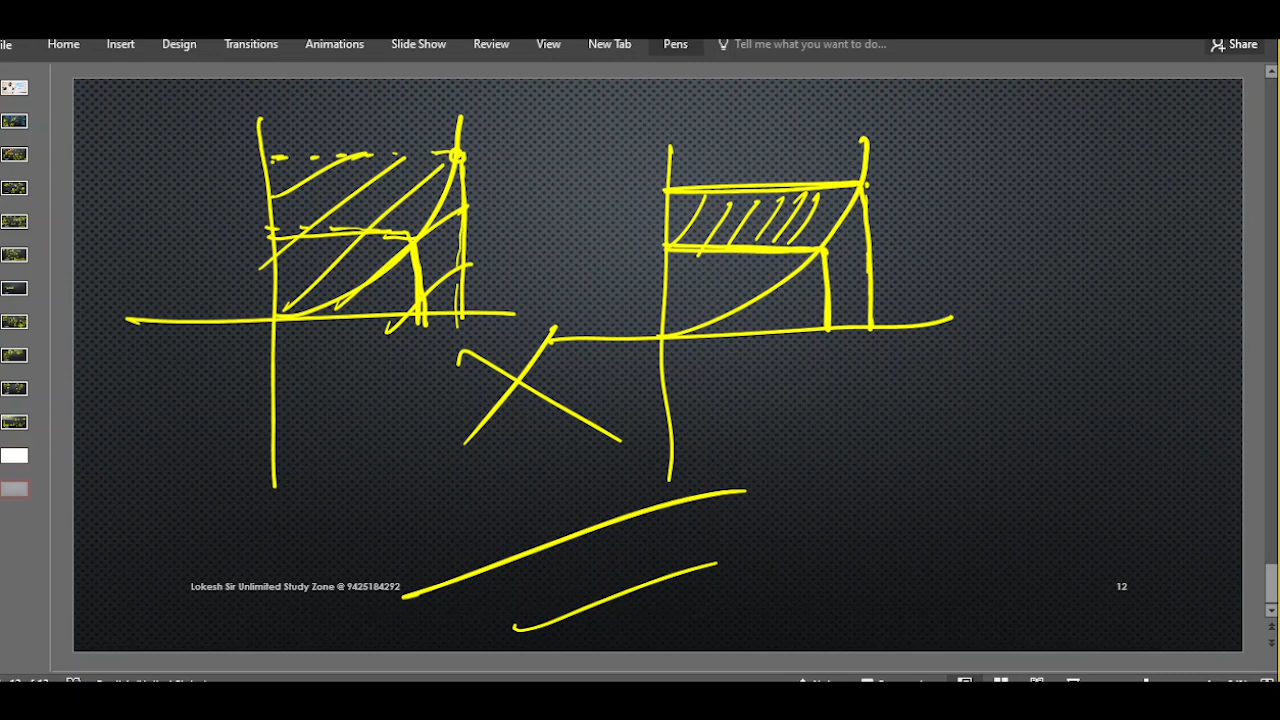 File Home Insert Design Transitions Animations Slide Show Review View New Tab Pens Tell me what you want to do... Share
Lokesh Sir Unlimited Study Zone @ 9425184292
12